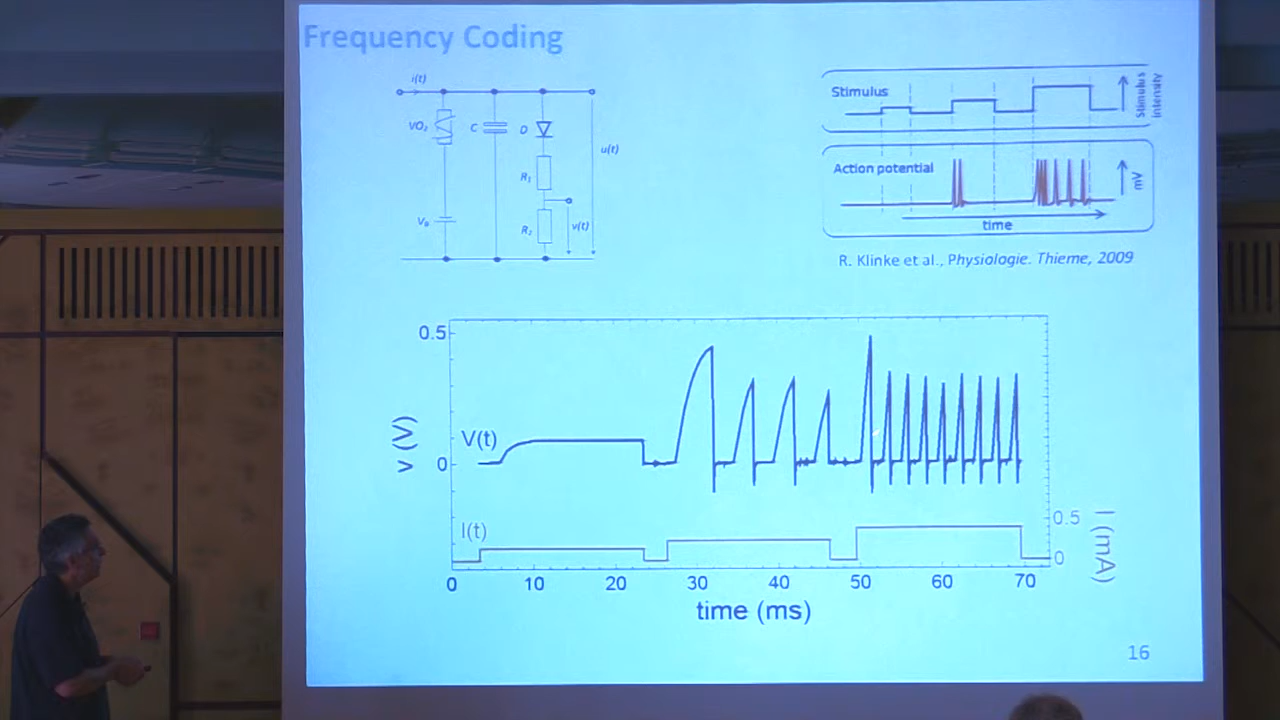 Frequency Coding
i(t)
VO₂
C
D
R₁
u(t)
V₀
R₂
v(t)
Stimulus
Stimulus
Intensity
Action potential
mV
time
R. Klinke et al., Physiologie. Thieme, 2009
0.5
V(t)
V (V)
0
I(t)
0.5
0
I (mA)
0 10 20 30 40 50 60 70
time (ms)
16